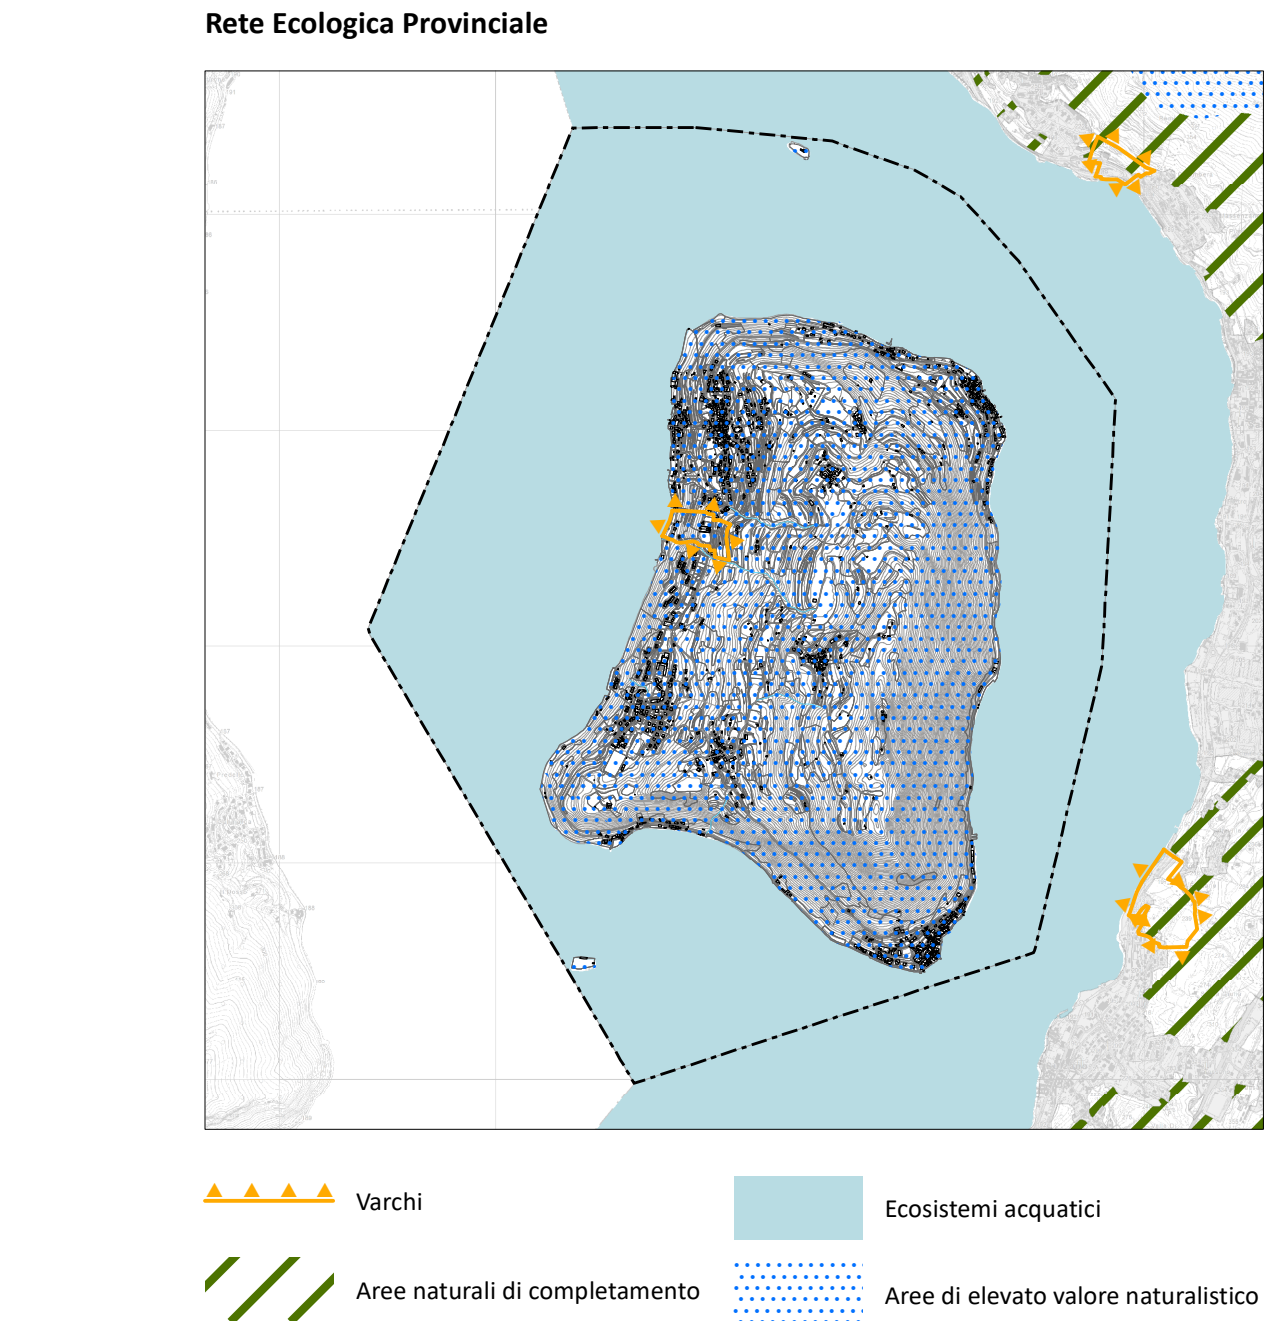 Rete Ecologica Provinciale
Varchi
Ecosistemi acquatici
Aree naturali di completamento
Aree di elevato valore naturalistico